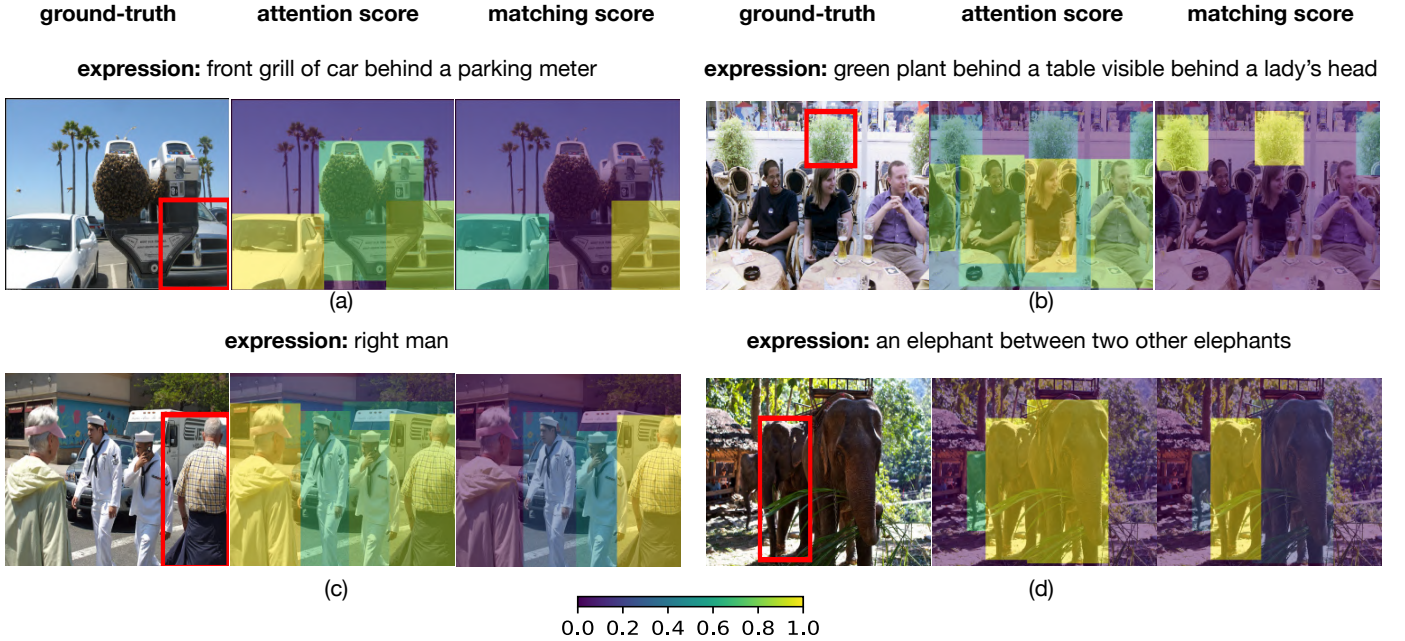 ground-truth attention score matching score ground-truth attention score matching score
expression: front grill of car behind a parking meter
expression: green plant behind a table visible behind a lady's head
(a)
(b)
expression: right man
expression: an elephant between two other elephants
(c)
(d)
0.0 0.2 0.4 0.6 0.8 1.0